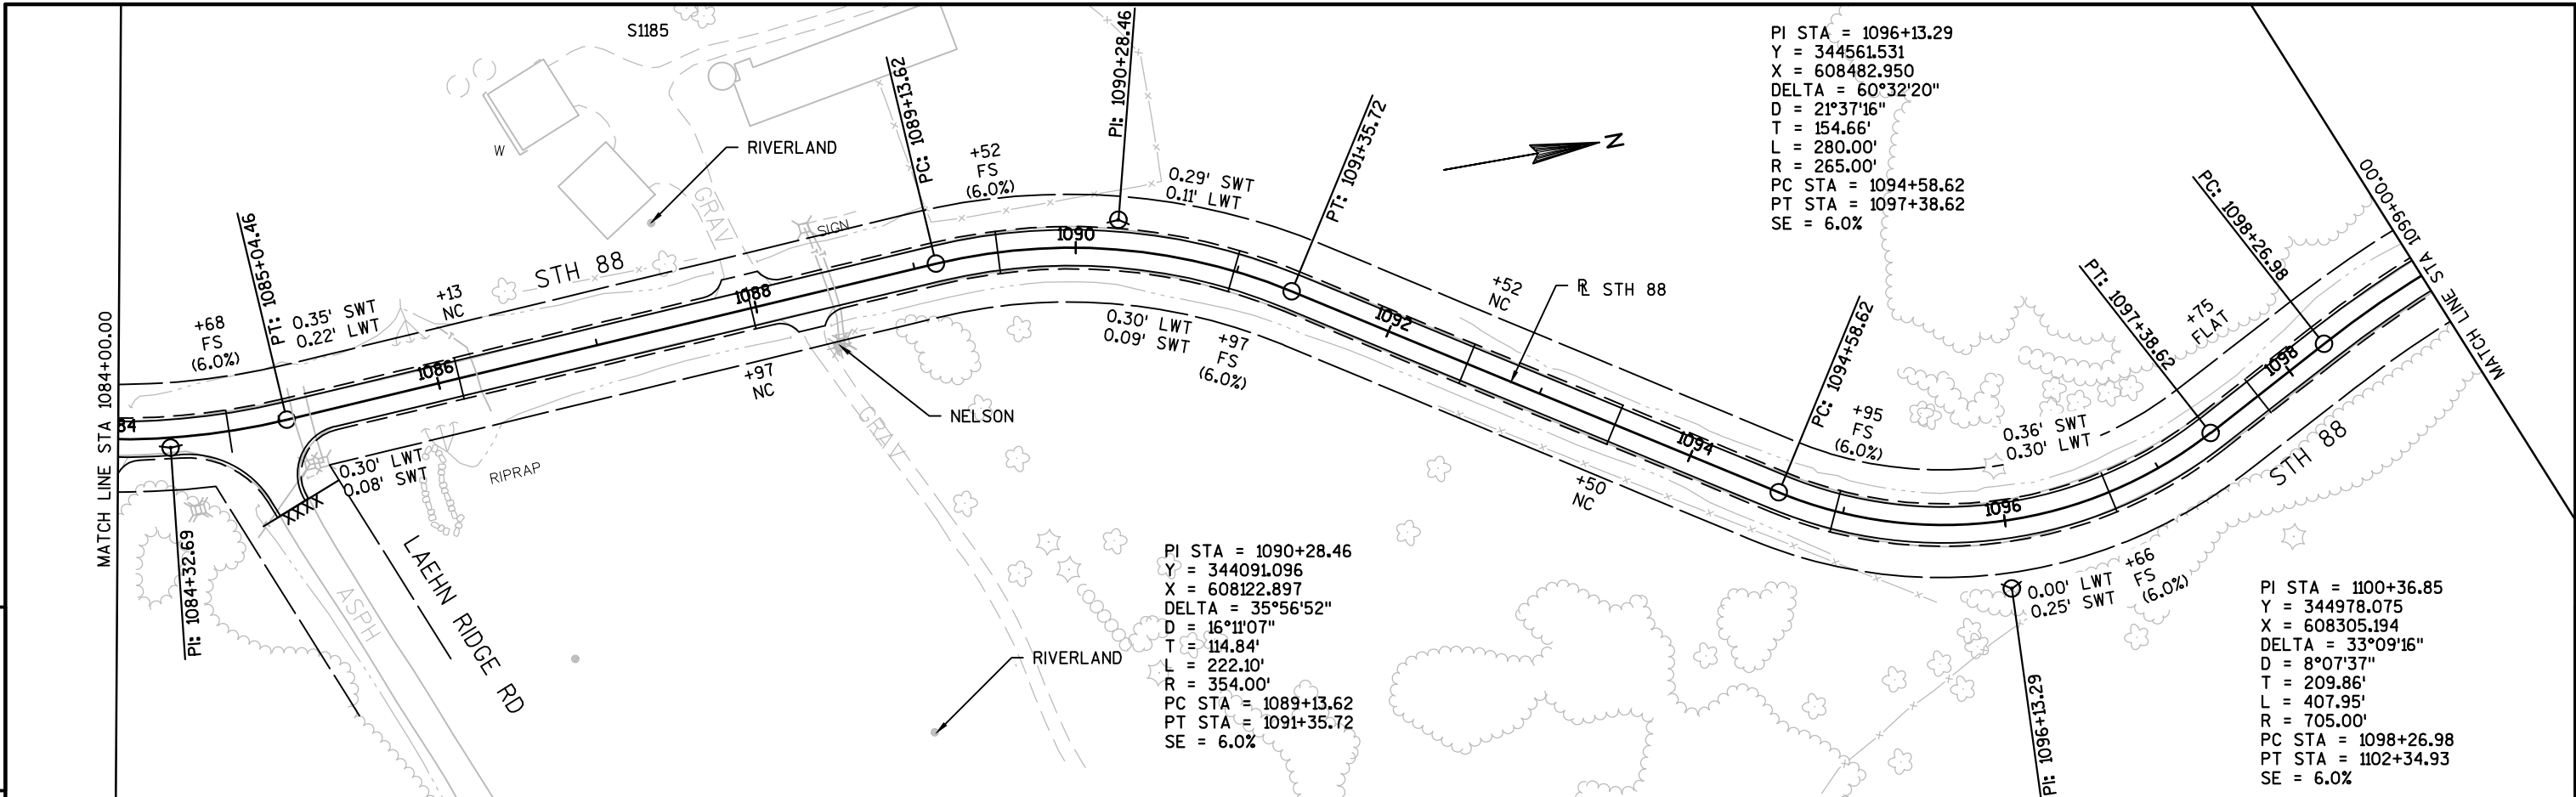 S1185
W
RIVERLAND
SIGN
GRAV
PC: 1089+13.62
+52
FS
(6.0%)
PI: 1090+28.46
0.29' SWT
0.11' LWT
PT: 1091+35.72
N
PI STA = 1096+13.29
Y = 344561.531
X = 608482.950
DELTA = 60°32'20"
D = 21°37'16"
T = 154.66'
L = 280.00'
R = 265.00'
PC STA = 1094+58.62
PT STA = 1097+38.62
SE = 6.0%
MATCH LINE STA 1099+00.00
PC: 1098+26.98
PT: 1097+38.62
+75
FLAT
MATCH LINE STA 1084+00.00
+68
FS
(6.0%)
PT: 1085+04.46
0.35' SWT
0.22' LWT
+13
NC
STH 88
84
1086
1088
1090
1092
1094
1096
1098
+52
NC
PL STH 88
PC: 1094+58.62
+95
FS
(6.0%)
0.36' SWT
0.30' LWT
STH 88
+97
NC
NELSON
GRAV
0.30' LWT
0.09' SWT
+97
FS
(6.0%)
+50
NC
0.30' LWT
0.08' SWT
RIPRAP
XXXX
PI: 1084+32.69
ASPH
LAEHN RIDGE RD
RIVERLAND
PI STA = 1090+28.46
Y = 344091.096
X = 608122.897
DELTA = 35°56'52"
D = 16°11'07"
T = 114.84'
L = 222.10'
R = 354.00'
PC STA = 1089+13.62
PT STA = 1091+35.72
SE = 6.0%
0.00' LWT
0.25' SWT
+66
FS
(6.0%)
PI: 1096+13.29
PI STA = 1100+36.85
Y = 344978.075
X = 608305.194
DELTA = 33°09'16"
D = 8°07'37"
T = 209.86'
L = 407.95'
R = 705.00'
PC STA = 1098+26.98
PT STA = 1102+34.93
SE = 6.0%